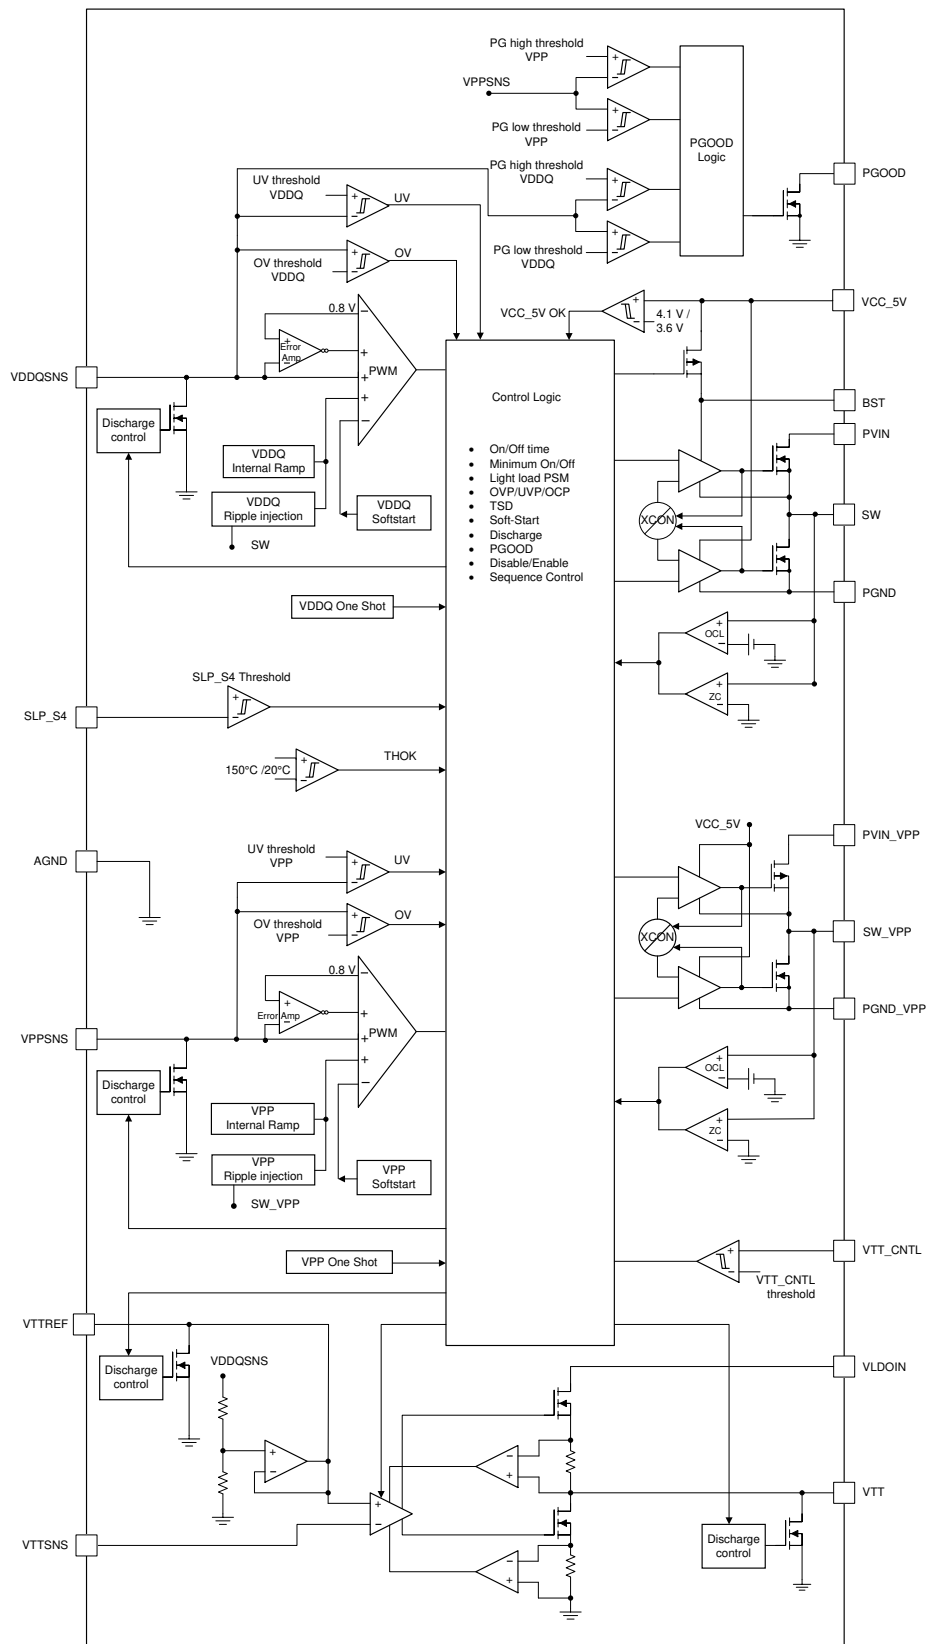 PG high threshold
VPP
VPPSNS
PG low threshold
VPP
PGOOD
Logic
PG high threshold
VDDQ
PG low threshold
VDDQ
PGOOD
UV threshold
VDDQ
UV
OV threshold
VDDQ
OV
0.8 V
Error
Amp
PWM
VDDQSNS
Discharge
control
VDDQ
Internal Ramp
VDDQ
Ripple injection
SW
VDDQ
Softstart
VCC_5V OK
4.1 V /
3.6 V
VCC_5V
BST
PVIN
SW
PGND
XCON
OCL
ZC
Control Logic
• On/Off time
• Minimum On/Off
• Light load PSM
• OVP/UVP/OCP
• TSD
• Soft-Start
• Discharge
• PGOOD
• Disable/Enable
• Sequence Control
VDDQ One Shot
SLP_S4 Threshold
SLP_S4
150°C /20°C
THOK
AGND
UV threshold
VPP
UV
OV threshold
VPP
OV
0.8 V
Error Amp
PWM
VPPSNS
Discharge
control
VPP
Internal Ramp
VPP
Ripple injection
SW_VPP
VPP
Softstart
VCC_5V
PVIN_VPP
SW_VPP
PGND_VPP
XCON
OCL
ZC
VPP One Shot
VTT_CNTL
VTT_CNTL
threshold
VTTREF
Discharge
control
VDDQSNS
VLDOIN
VTT
Discharge
control
VTTSNS